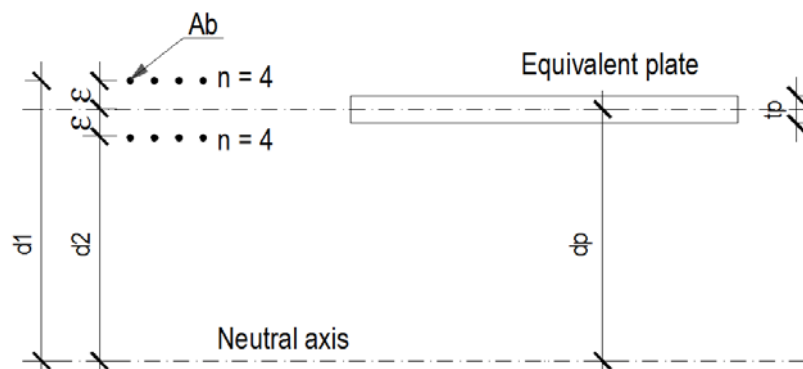 Ab
n = 4
Equivalent plate
ε
ε
tp
n = 4
d1
d2
dp
Neutral axis